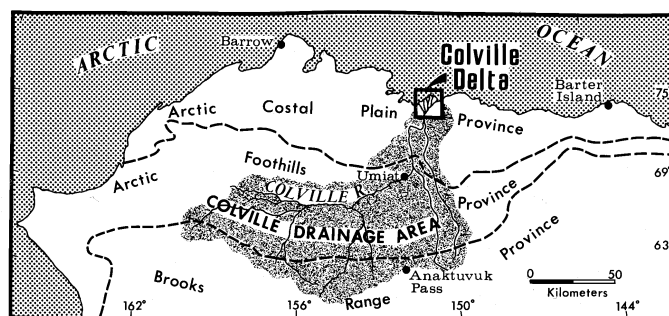 ARCTIC
OCEAN
Barrow
Colville
Delta
Barter
Island
75
Arctic Costal Plain Province
Foothills
Arctic
Umiat
COLVILLE R.
69°
Province
COLVILLE DRAINAGE AREA
Province
63
Brooks
Anaktuvuk
Pass
Range
0 50
Kilometers
162° 156° 150° 144°